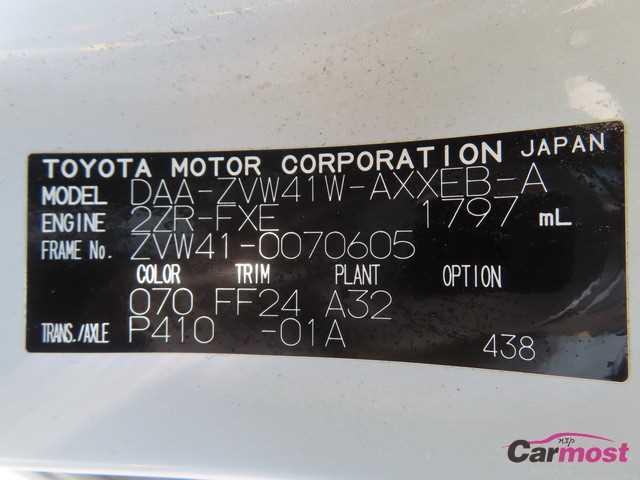 TOYOTA MOTOR CORPORATION JAPAN
MODEL DAA-ZVW41W-AXXEB-A
ENGINE 2ZR-FXE 1797 mL
FRAME No. ZVW41-0070605
COLOR TRIM PLANT OPTION
070 FF24 A32
TRANS./AXLE P410 -01A
438
nxp
Carmost